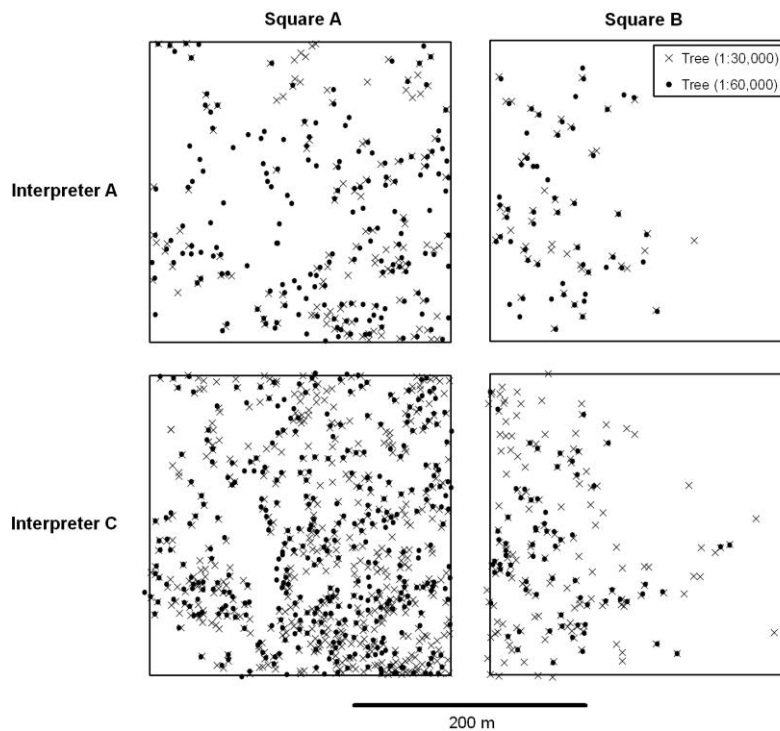 Square A
Square B
Tree (1:30,000)
Tree (1:60,000)
Interpreter A
Interpreter C
200 m